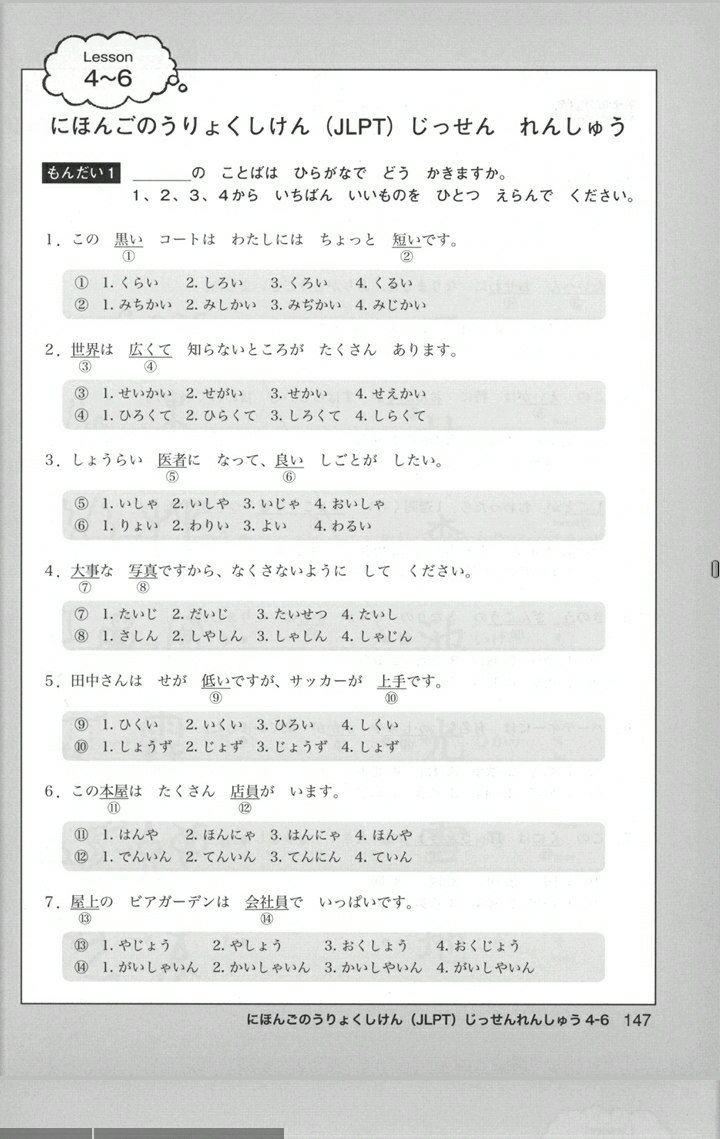 Lesson
4〜6
にほんごのうりょくしけん（JLPT）じっせん　れんしゅう
もんだい1　＿＿＿＿の　ことばは　ひらがなで　どう　かきますか。
1、2、3、4から　いちばん　いいものを　ひとつ　えらんで　ください。
1．この　黒い　コートは　わたしには　ちょっと　短いです。
①　②
①　1. くらい　2. しろい　3. くろい　4. くるい
②　1. みちかい　2. みしかい　3. みぢかい　4. みじかい
2．世界は　広くて　知らないところが　たくさん　あります。
③　④
③　1. せいかい　2. せがい　3. せかい　4. せえかい
④　1. ひろくて　2. ひらくて　3. しろくて　4. しらくて
3．しょうらい　医者に　なって、良い　しごとが　したい。
⑤　⑥
⑤　1. いしゃ　2. いしや　3. いじゃ　4. おいしゃ
⑥　1. りょい　2. わりい　3. よい　4. わるい
4．大事な　写真ですから、なくさないように　して　ください。
⑦　⑧
⑦　1. たいじ　2. だいじ　3. たいせつ　4. たいし
⑧　1. さしん　2. しやしん　3. しゃしん　4. しゃじん
5．田中さんは　せが　低いですが、サッカーが　上手です。
⑨　⑩
⑨　1. ひくい　2. いくい　3. ひろい　4. しくい
⑩　1. しょうず　2. じょず　3. じょうず　4. しょず
6．この本屋は　たくさん　店員が　います。
⑪　⑫
⑪　1. はんや　2. ほんにゃ　3. はんにゃ　4. ほんや
⑫　1. でんいん　2. てんいん　3. てんにん　4. ていん
7．屋上の　ビアガーデンは　会社員で　いっぱいです。
⑬　⑭
⑬　1. やじょう　2. やしょう　3. おくしょう　4. おくじょう
⑭　1. がいしゃいん　2. かいしゃいん　3. かいしやいん　4. がいしやいん
にほんごのうりょくしけん（JLPT）じっせんれんしゅう 4-6　147